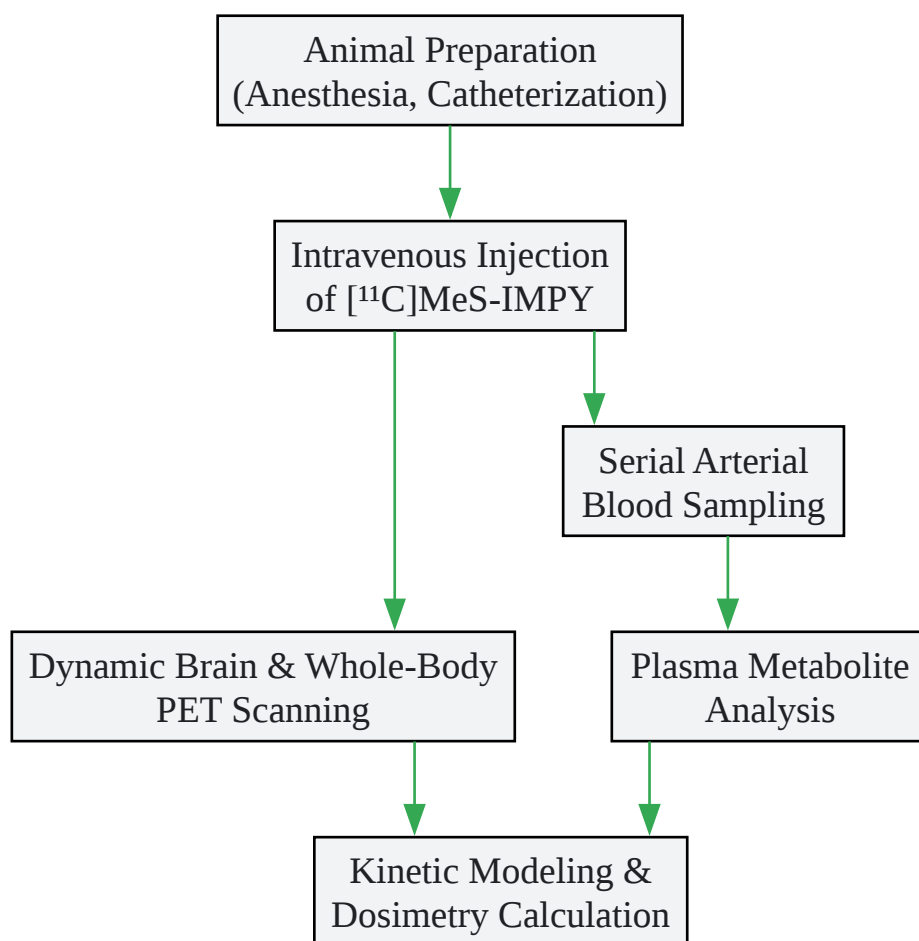 Animal Preparation
(Anesthesia, Catheterization)
Intravenous Injection
of [¹¹C]MeS-IMPY
Serial Arterial
Blood Sampling
Dynamic Brain & Whole-Body
PET Scanning
Plasma Metabolite
Analysis
Kinetic Modeling &
Dosimetry Calculation